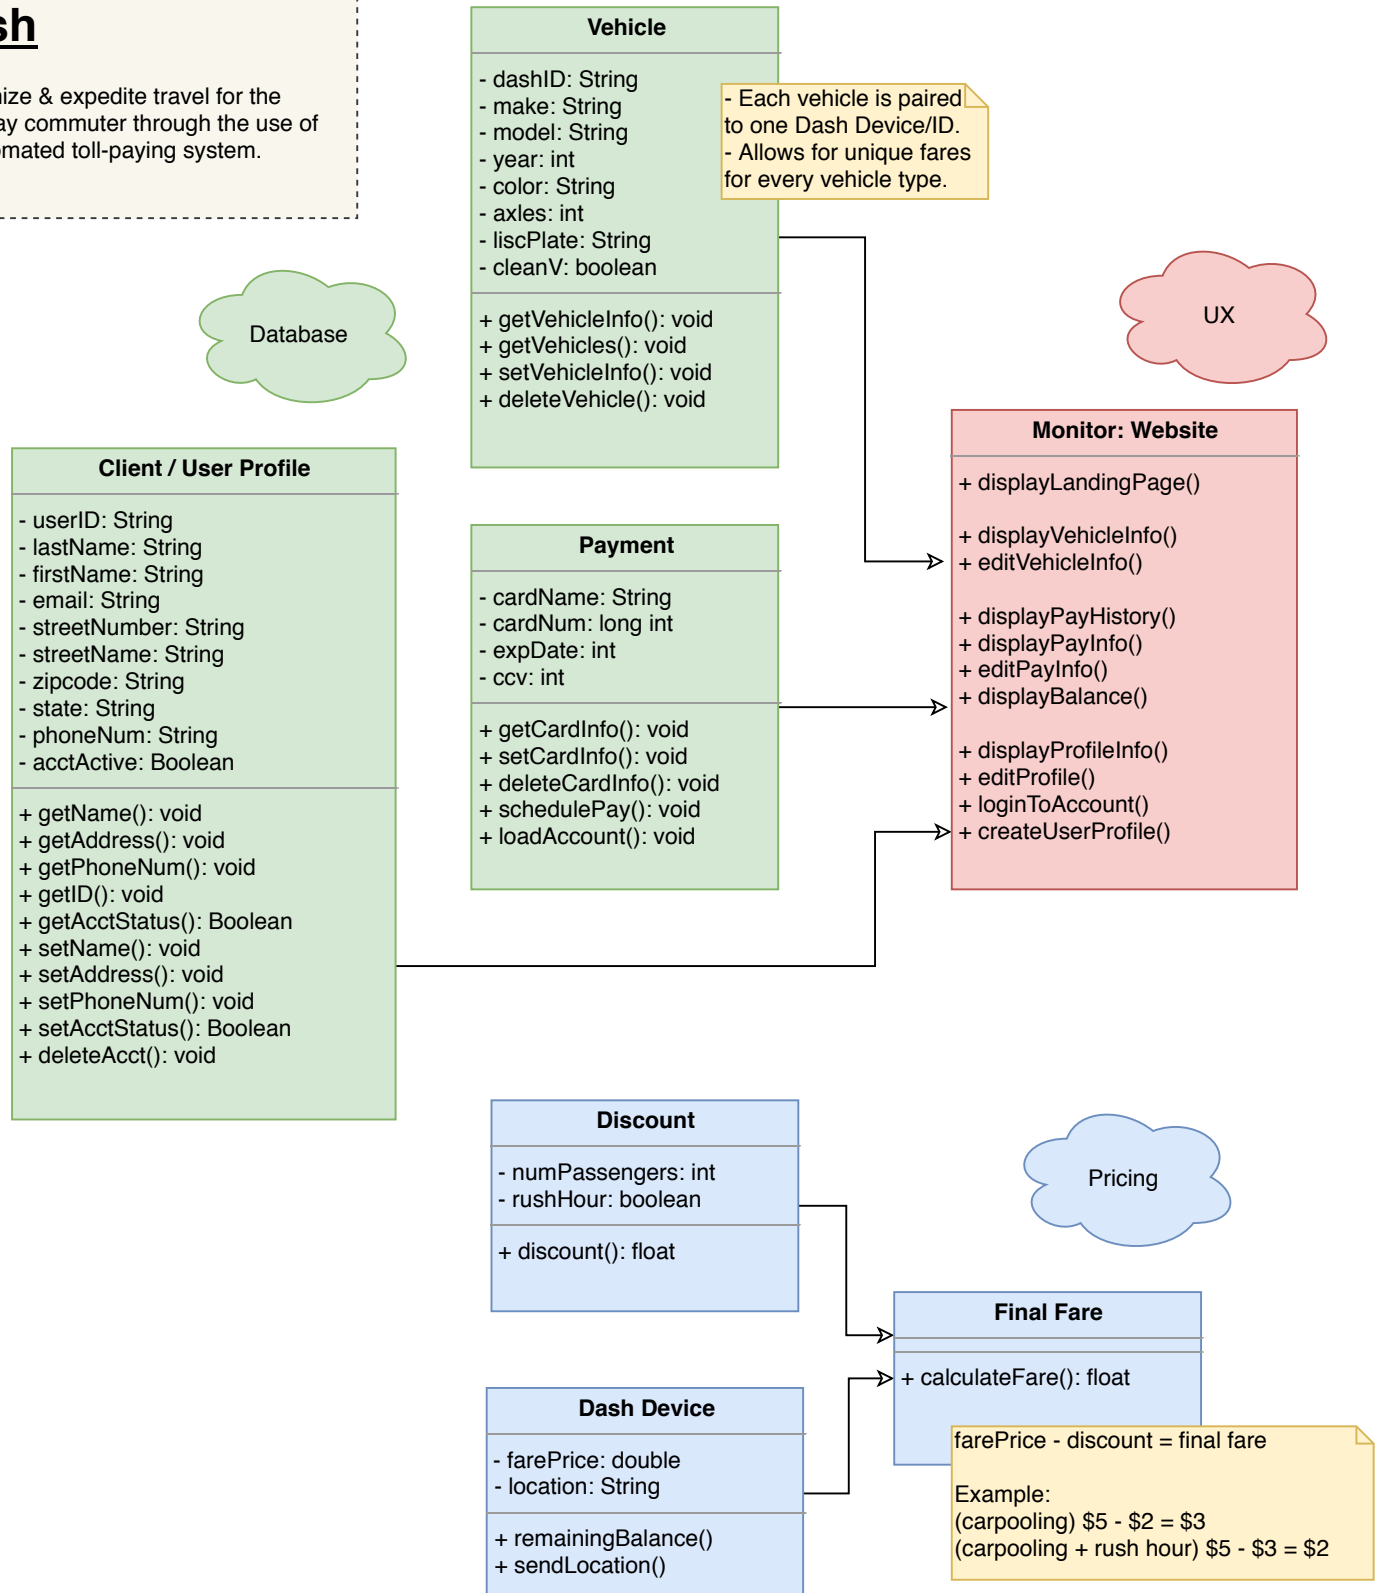 sh
nize & expedite travel for the
ay commuter through the use of
omated toll-paying system.
Vehicle
- dashID: String
- make: String
- model: String
- year: int
- color: String
- axles: int
- liscPlate: String
- cleanV: boolean
+ getVehicleInfo(): void
+ getVehicles(): void
+ setVehicleInfo(): void
+ deleteVehicle(): void
- Each vehicle is paired
to one Dash Device/ID.
- Allows for unique fares
for every vehicle type.
Database
UX
Client / User Profile
- userID: String
- lastName: String
- firstName: String
- email: String
- streetNumber: String
- streetName: String
- zipcode: String
- state: String
- phoneNum: String
- acctActive: Boolean
+ getName(): void
+ getAddress(): void
+ getPhoneNum(): void
+ getID(): void
+ getAcctStatus(): Boolean
+ setName(): void
+ setAddress(): void
+ setPhoneNum(): void
+ setAcctStatus(): Boolean
+ deleteAcct(): void
Payment
- cardName: String
- cardNum: long int
- expDate: int
- ccv: int
+ getCardInfo(): void
+ setCardInfo(): void
+ deleteCardInfo(): void
+ schedulePay(): void
+ loadAccount(): void
Monitor: Website
+ displayLandingPage()
+ displayVehicleInfo()
+ editVehicleInfo()
+ displayPayHistory()
+ displayPayInfo()
+ editPayInfo()
+ displayBalance()
+ displayProfileInfo()
+ editProfile()
+ loginToAccount()
+ createUserProfile()
Discount
- numPassengers: int
- rushHour: boolean
+ discount(): float
Pricing
Final Fare
+ calculateFare(): float
Dash Device
- farePrice: double
- location: String
+ remainingBalance()
+ sendLocation()
farePrice - discount = final fare
Example:
(carpooling) $5 - $2 = $3
(carpooling + rush hour) $5 - $3 = $2